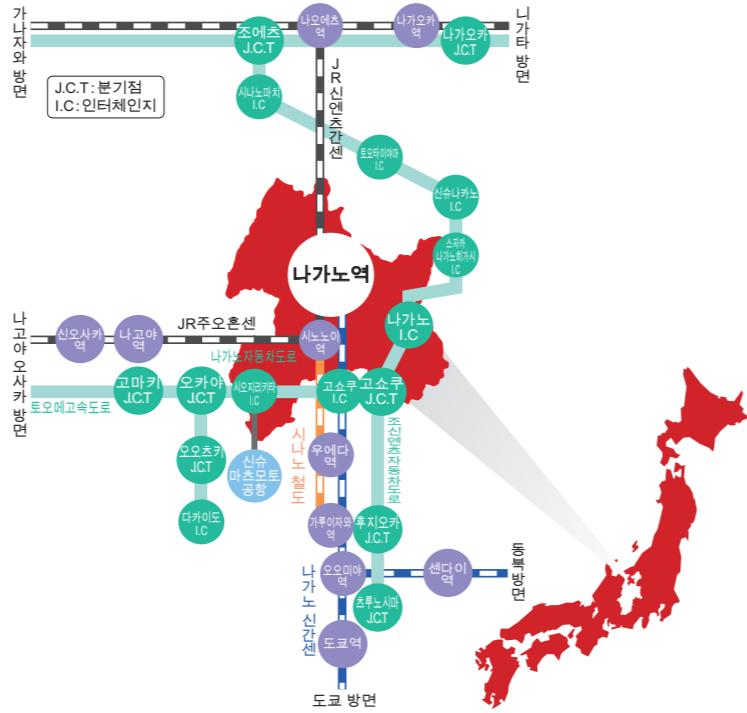 가나자와 방면
조에츠
J.C.T
나오에츠
역
나가오카
역
나가오카
J.C.T
니가타 방면
J.C.T:분기점
I.C:인터체인지
시나노마치
I.C
JR신엔츠간센
토요타이야마
I.C
신슈나카노
I.C
스자카
나가노히가시
I.C
나가노역
나가노
I.C
나고야 오사카 방면
신오사카
역
나고야
역
JR주오혼센
시노노이
역
나가노자동차도로
토오메고속도로
고마키
J.C.T
오카야
J.C.T
시오지리키타
I.C
고쇼쿠
I.C
고쇼쿠
J.C.T
오오츠키
J.C.T
신슈
마츠모토
공항
시나노 철도
우에다
역
조신엔츠자동차도로
다카이도
I.C
가루이자와
역
후지오카
J.C.T
나가노 신간센
오오미야
역
센다이
역
동북방면
츠루노시마
J.C.T
도쿄역
도쿄 방면